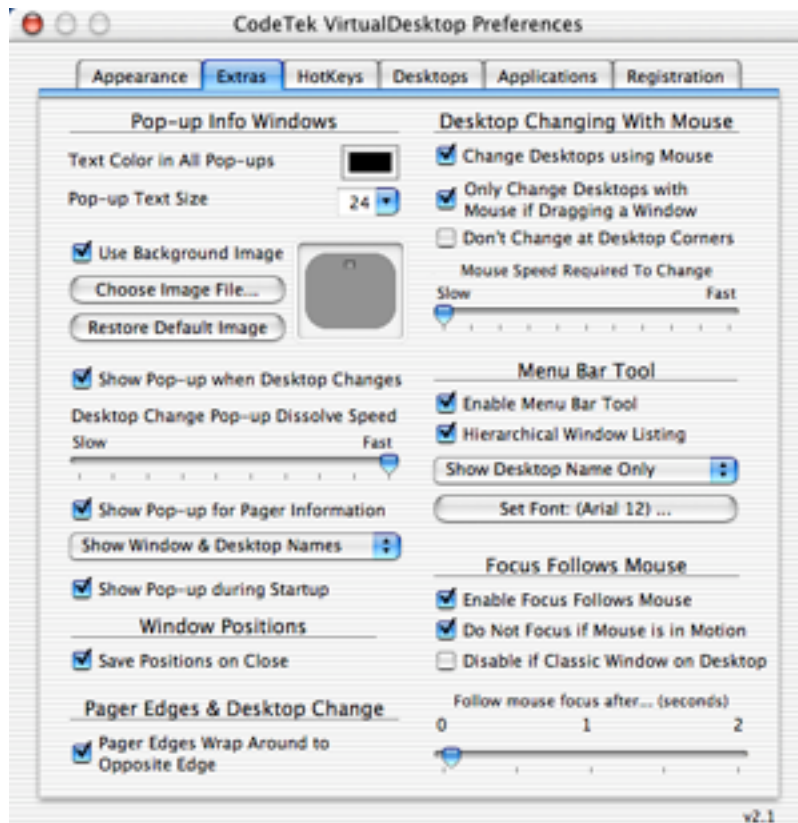 CodeTek VirtualDesktop Preferences
Appearance Extras HotKeys Desktops Applications Registration
Pop-up Info Windows
Text Color in All Pop-ups
Pop-up Text Size 24
Use Background Image
Choose Image File...
Restore Default Image
Show Pop-up when Desktop Changes
Desktop Change Pop-up Dissolve Speed
Slow Fast
Show Pop-up for Pager Information
Show Window & Desktop Names
Show Pop-up during Startup
Window Positions
Save Positions on Close
Pager Edges & Desktop Change
Pager Edges Wrap Around to
Opposite Edge
Desktop Changing With Mouse
Change Desktops using Mouse
Only Change Desktops with
Mouse if Dragging a Window
Don't Change at Desktop Corners
Mouse Speed Required To Change
Slow Fast
Menu Bar Tool
Enable Menu Bar Tool
Hierarchical Window Listing
Show Desktop Name Only
Set Font: (Arial 12) ...
Focus Follows Mouse
Enable Focus Follows Mouse
Do Not Focus if Mouse is in Motion
Disable if Classic Window on Desktop
Follow mouse focus after... (seconds)
0 1 2
v2.1